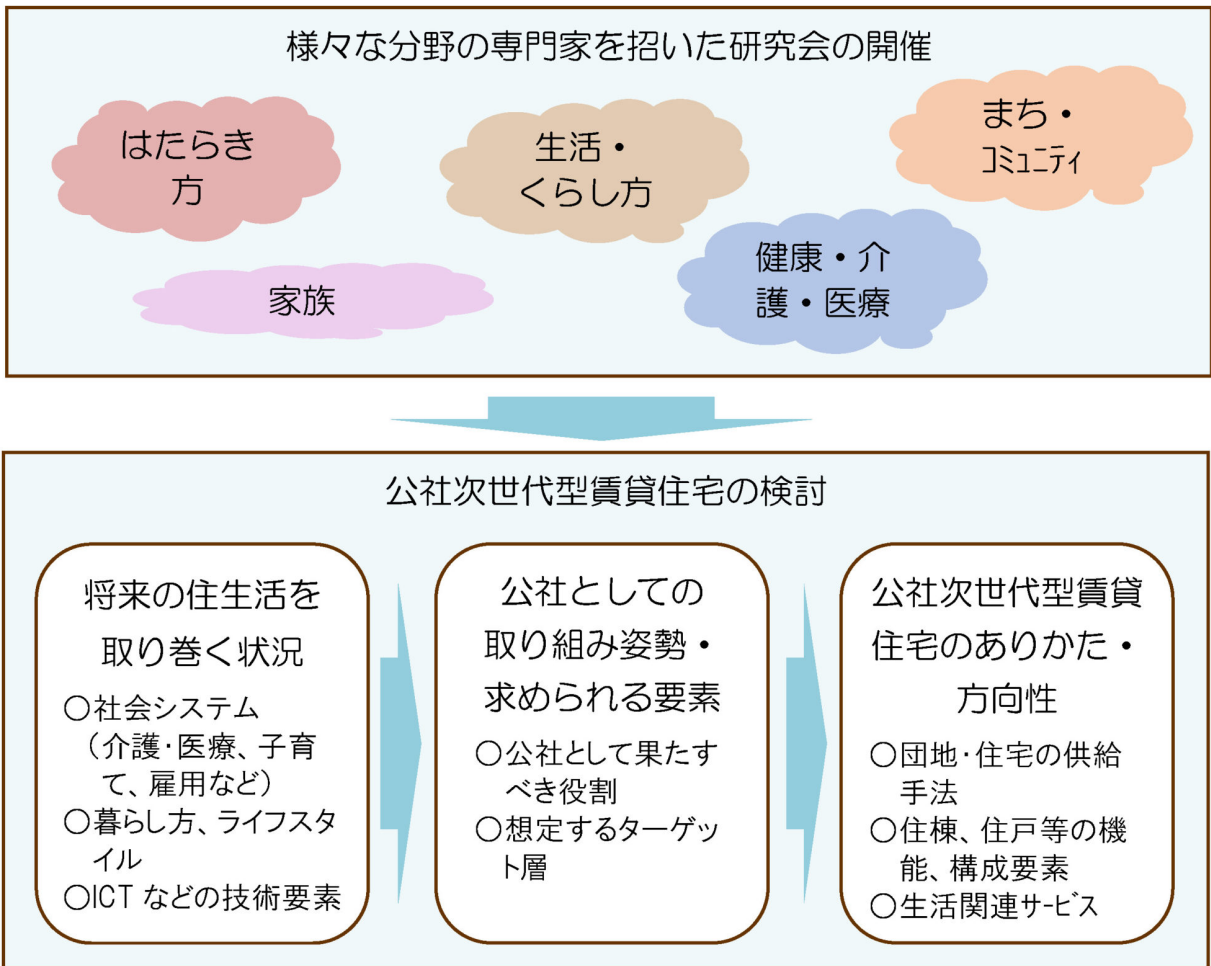 様々な分野の専門家を招いた研究会の開催
はたらき
方
生活・
くらし方
まち・
ｺﾐｭﾆﾃｨ
家族
健康・介
護・医療
公社次世代型賃貸住宅の検討
将来の住生活を
取り巻く状況
○社会システム
（介護･医療、子育
て、雇用など）
○暮らし方、ライフスタ
イル
○ICT などの技術要素
公社としての
取り組み姿勢・
求められる要素
○公社として果たす
べき役割
○想定するターゲッ
ト層
公社次世代型賃貸
住宅のありかた・
方向性
○団地･住宅の供給
手法
○住棟、住戸等の機
能、構成要素
○生活関連ｻｰﾋﾞｽ